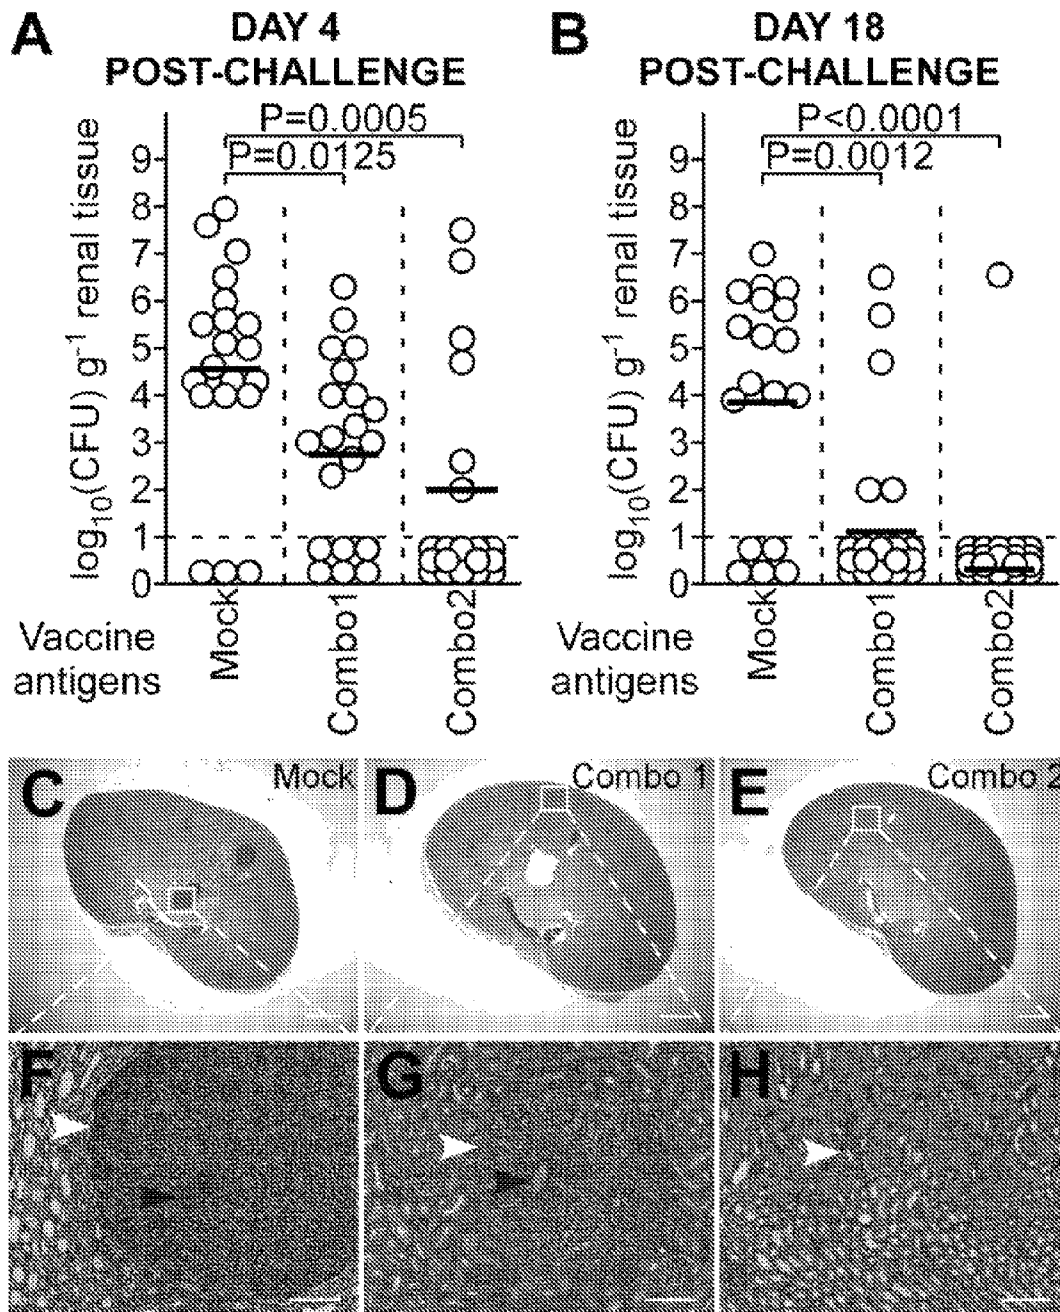 A
DAY 4
POST-CHALLENGE
P=0.0005
P=0.0125
log₁₀(CFU) g⁻¹ renal tissue
9
8
7
6
5
4
3
2
1
0
Vaccine
antigens
Mock
Combo1
Combo2
B
DAY 18
POST-CHALLENGE
P<0.0001
P=0.0012
log₁₀(CFU) g⁻¹ renal tissue
9
8
7
6
5
4
3
2
1
0
Vaccine
antigens
Mock
Combo1
Combo2
C
Mock
D
Combo 1
E
Combo 2
F
G
H